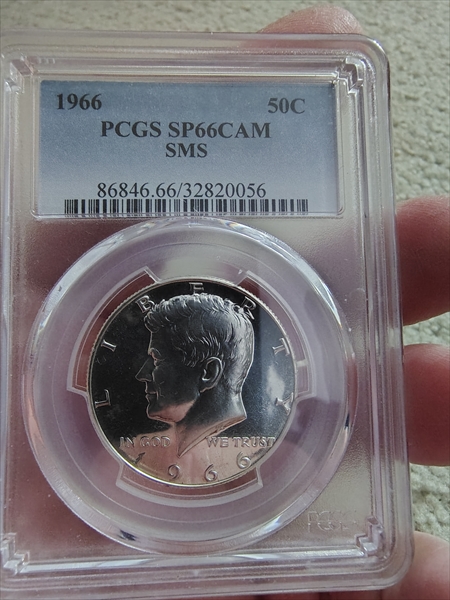 1966 50C
PCGS SP66CAM
SMS
86846.66/32820056
LIBERTY
IN GOD WE TRUST
1966